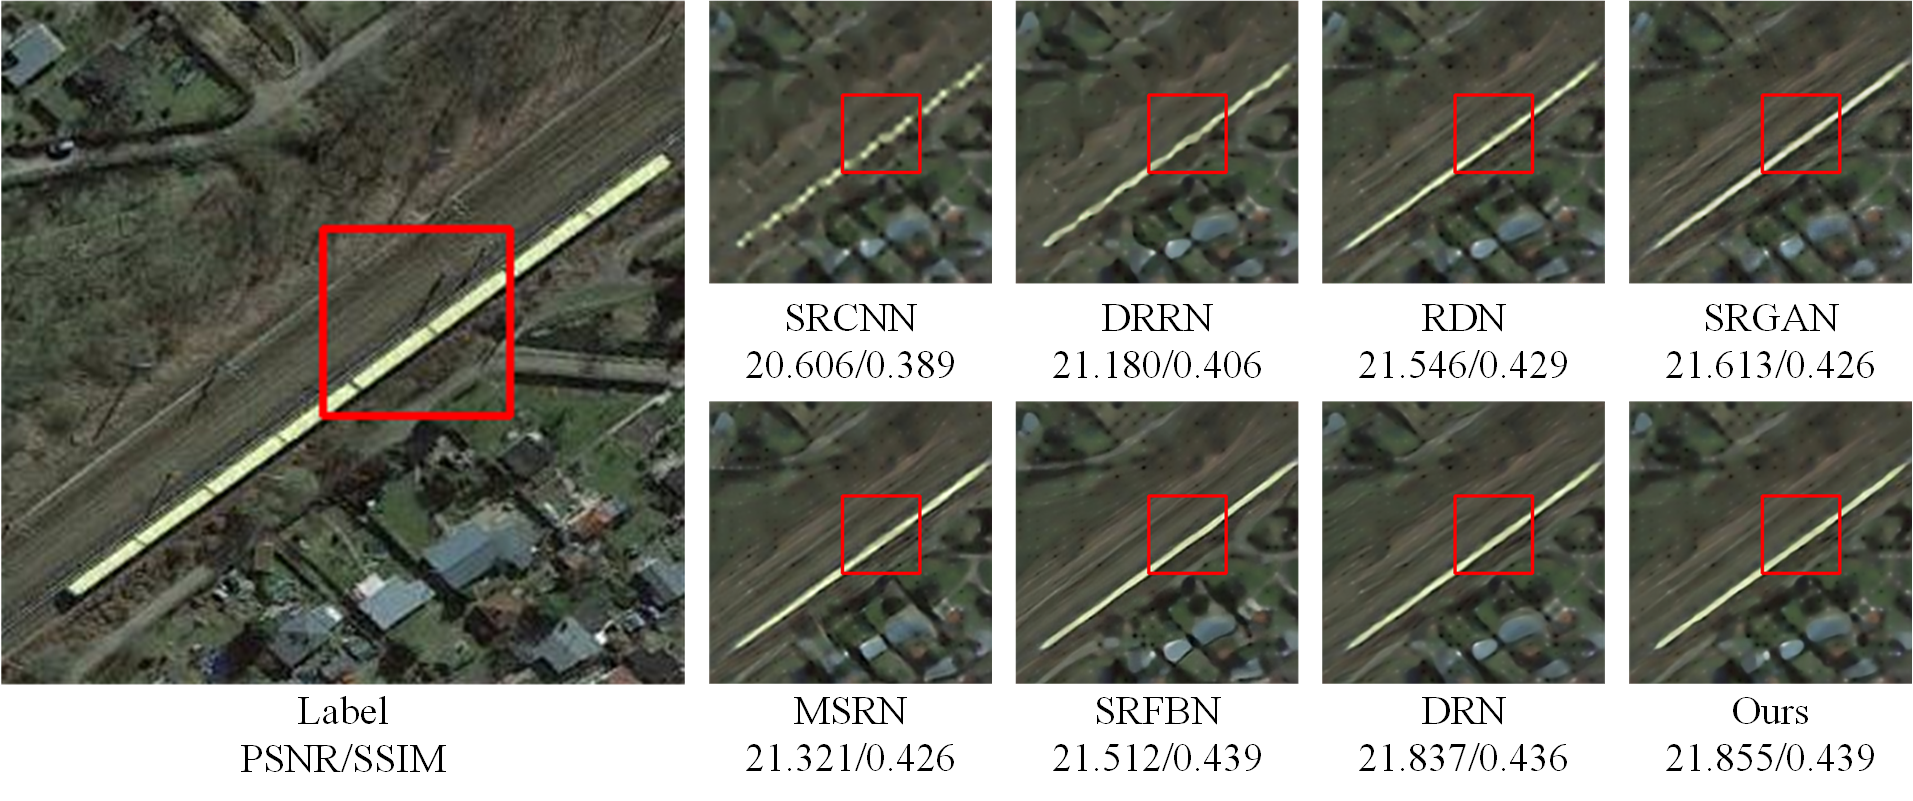 SRCNN
20.606/0.389
DRRN
21.180/0.406
RDN
21.546/0.429
SRGAN
21.613/0.426
Label
PSNR/SSIM
MSRN
21.321/0.426
SRFBN
21.512/0.439
DRN
21.837/0.436
Ours
21.855/0.439